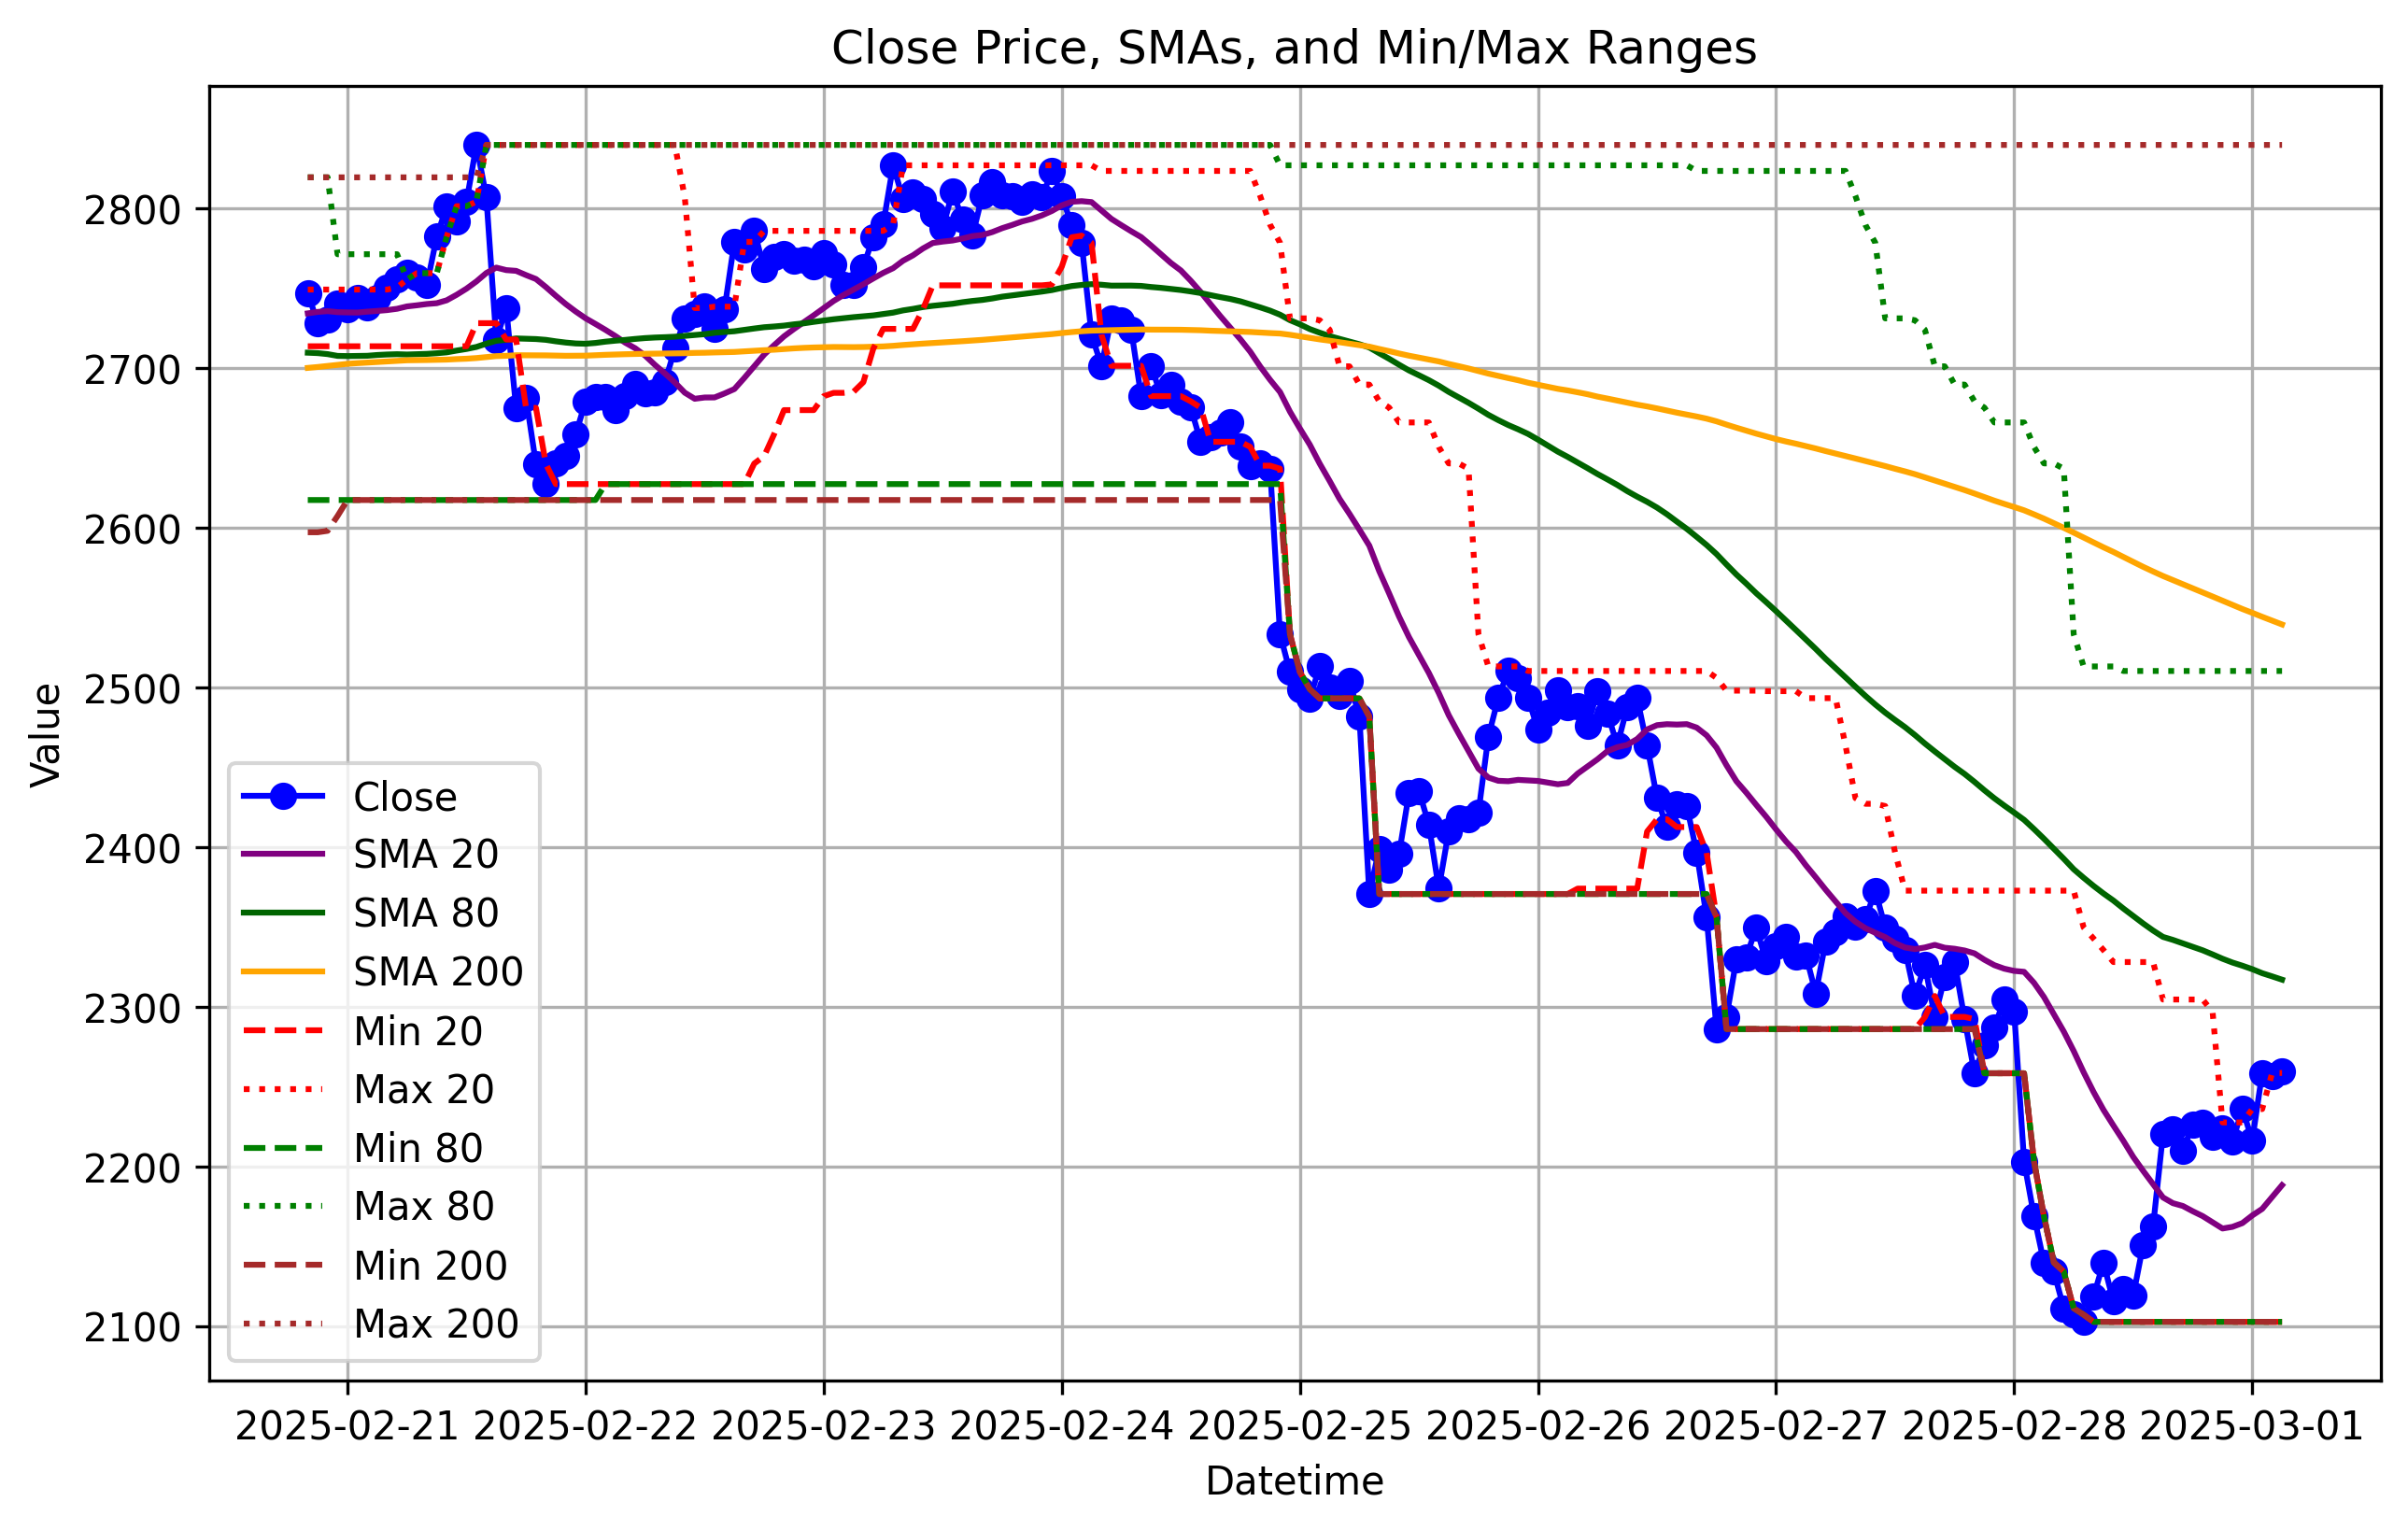 Close Price, SMAs, and Min/Max Ranges
Value
2800
2700
2600
2500
2400
2300
2200
2100
Close
SMA 20
SMA 80
SMA 200
Min 20
Max 20
Min 80
Max 80
Min 200
Max 200
2025-02-21 2025-02-22 2025-02-23 2025-02-24 2025-02-25 2025-02-26 2025-02-27 2025-02-28 2025-03-01
Datetime